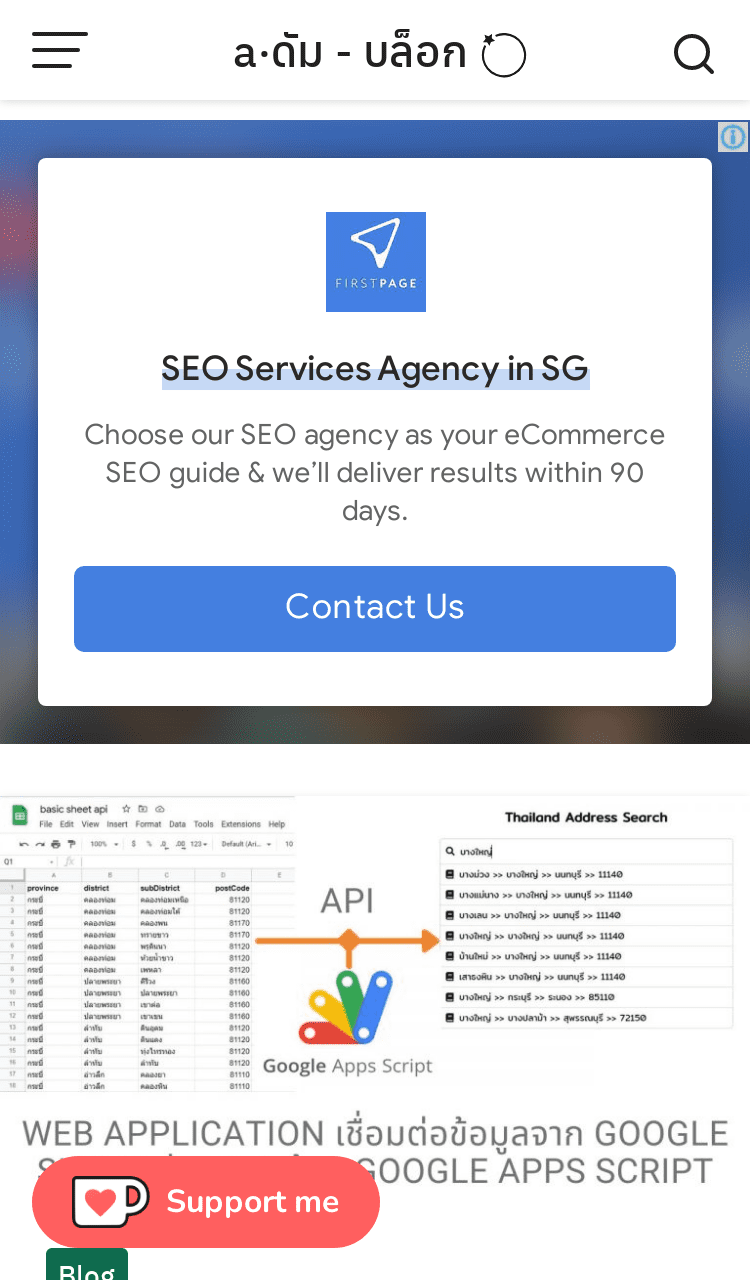 a·ดัม - บล็อก
FIRSTPAGE
SEO Services Agency in SG
Choose our SEO agency as your eCommerce
SEO guide & we’ll deliver results within 90
days.
Contact Us
basic sheet api
File Edit View Insert Format Data Tools Extensions Help
100% $ % .0 .00 123 Default (Ari... 10
Q1 fx
A B C D E
1 province district subDistrict postCode
2 กระบี่ คลองท่อม คลองท่อมเหนือ 81120
3 กระบี่ คลองท่อม คลองท่อมใต้ 81120
4 กระบี่ คลองท่อม คลองพน 81170
5 กระบี่ คลองท่อม ทรายขาว 81170
6 กระบี่ คลองท่อม พรุดินนา 81120
7 กระบี่ คลองท่อม ห้วยน้ำขาว 81120
8 กระบี่ คลองท่อม เพหลา 81120
9 กระบี่ ปลายพระยา คีรีวง 81160
10 กระบี่ ปลายพระยา ปลายพระยา 81160
11 กระบี่ ปลายพระยา เขาต่อ 81160
12 กระบี่ ปลายพระยา เขาเขน 81160
13 กระบี่ ลำทับ ดินอุดม 81120
14 กระบี่ ลำทับ ดินแดง 81120
15 กระบี่ ลำทับ ทุ่งไทรทอง 81120
16 กระบี่ ลำทับ ลำทับ 81120
17 กระบี่ อ่าวลึก คลองยา 81110
18 กระบี่ อ่าวลึก คลองหิน 81110
API
Google Apps Script
Thailand Address Search
บางใหญ่
บางม่วง >> บางใหญ่ >> นนทบุรี >> 11140
บางแม่นาง >> บางใหญ่ >> นนทบุรี >> 11140
บางเลน >> บางใหญ่ >> นนทบุรี >> 11140
บางใหญ่ >> บางใหญ่ >> นนทบุรี >> 11140
บ้านใหม่ >> บางใหญ่ >> นนทบุรี >> 11140
เสาธงหิน >> บางใหญ่ >> นนทบุรี >> 11140
บางใหญ่ >> กระบุรี >> ระนอง >> 85110
บางใหญ่ >> บางปลาม้า >> สุพรรณบุรี >> 72150
WEB APPLICATION เชื่อมต่อข้อมูลจาก GOOGLE
GOOGLE APPS SCRIPT
Support me
Blog